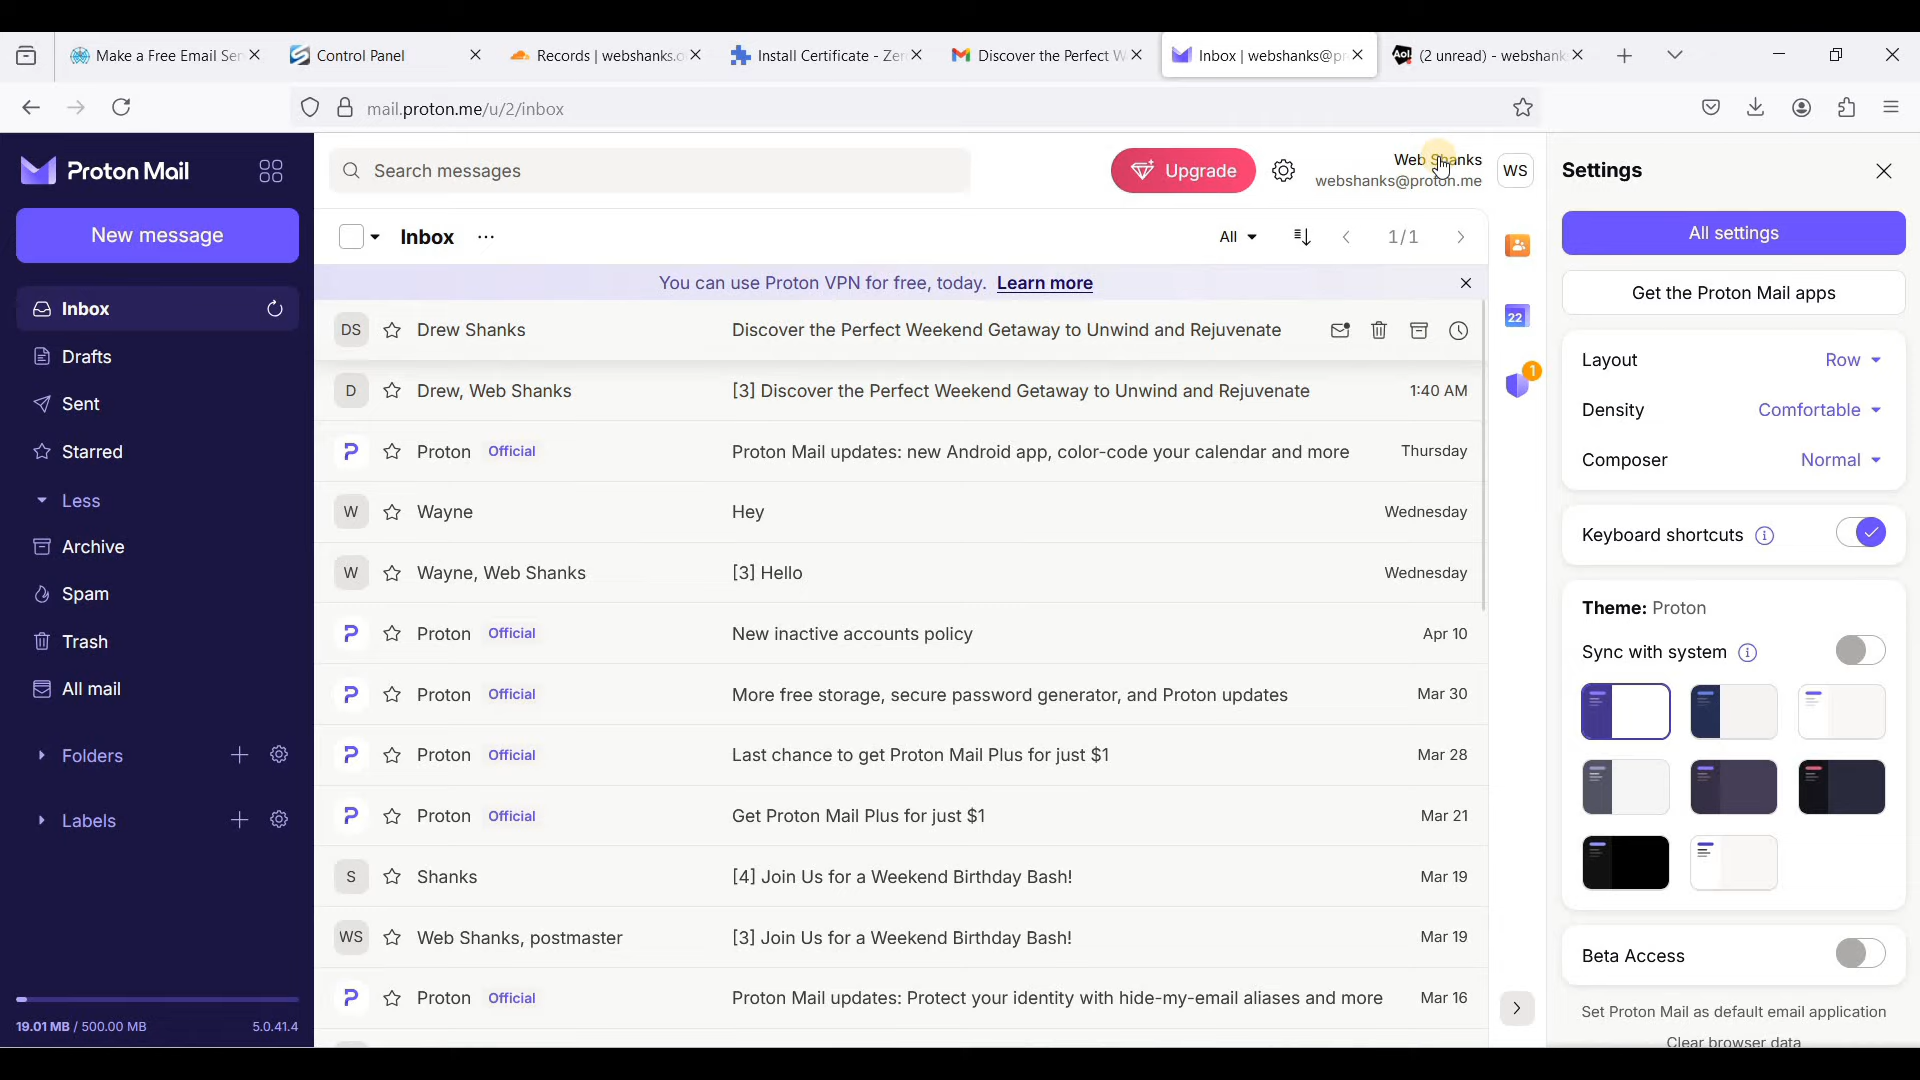 Make a Free Email Ser
Control Panel
Records | webshanks.o
Install Certificate - Zer
Discover the Perfect W
Inbox | webshanks@pr
Aol.
(2 unread) - webshank
mail.proton.me/u/2/inbox
Proton Mail
Search messages
Upgrade
Web Shanks
webshanks@proton.me
WS
Settings
New message
Inbox
All
1/1
All settings
You can use Proton VPN for free, today. Learn more
Get the Proton Mail apps
Inbox
DS Drew Shanks Discover the Perfect Weekend Getaway to Unwind and Rejuvenate
22
Drafts
Layout Row
1
D Drew, Web Shanks [3] Discover the Perfect Weekend Getaway to Unwind and Rejuvenate 1:40 AM
Sent
Density Comfortable
Starred
Proton Official Proton Mail updates: new Android app, color-code your calendar and more Thursday
Composer Normal
Less
W Wayne Hey Wednesday
Keyboard shortcuts
Archive
W Wayne, Web Shanks [3] Hello Wednesday
Spam
Theme: Proton
Trash
Proton Official New inactive accounts policy Apr 10
Sync with system
All mail
Proton Official More free storage, secure password generator, and Proton updates Mar 30
Folders
Proton Official Last chance to get Proton Mail Plus for just $1 Mar 28
Labels
Proton Official Get Proton Mail Plus for just $1 Mar 21
S Shanks [4] Join Us for a Weekend Birthday Bash! Mar 19
WS Web Shanks, postmaster [3] Join Us for a Weekend Birthday Bash! Mar 19
Beta Access
Proton Official Proton Mail updates: Protect your identity with hide-my-email aliases and more Mar 16
Set Proton Mail as default email application
19.01 MB / 500.00 MB 5.0.41.4
Clear browser data